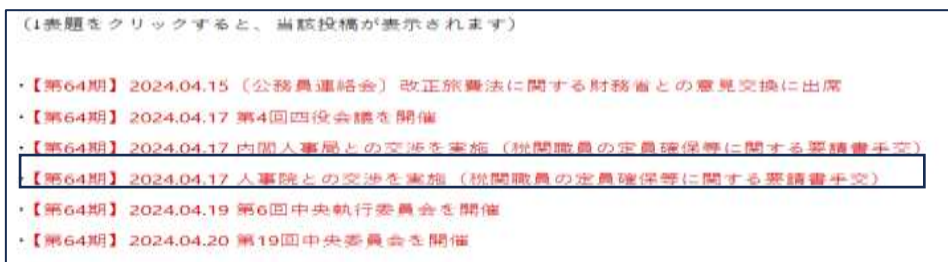 （↓表題をクリックすると、当該投稿が表示されます）
・【第64期】2024.04.15〔公務員連絡会〕改正旅費法に関する財務省との意見交換に出席
・【第64期】2024.04.17 第4回四役会議を開催
・【第64期】2024.04.17 内閣人事局との交渉を実施（税関職員の定員確保等に関する要請書手交）
・【第64期】2024.04.17 人事院との交渉を実施（税関職員の定員確保等に関する要請書手交）
・【第64期】2024.04.19 第6回中央執行委員会を開催
・【第64期】2024.04.20 第19回中央委員会を開催